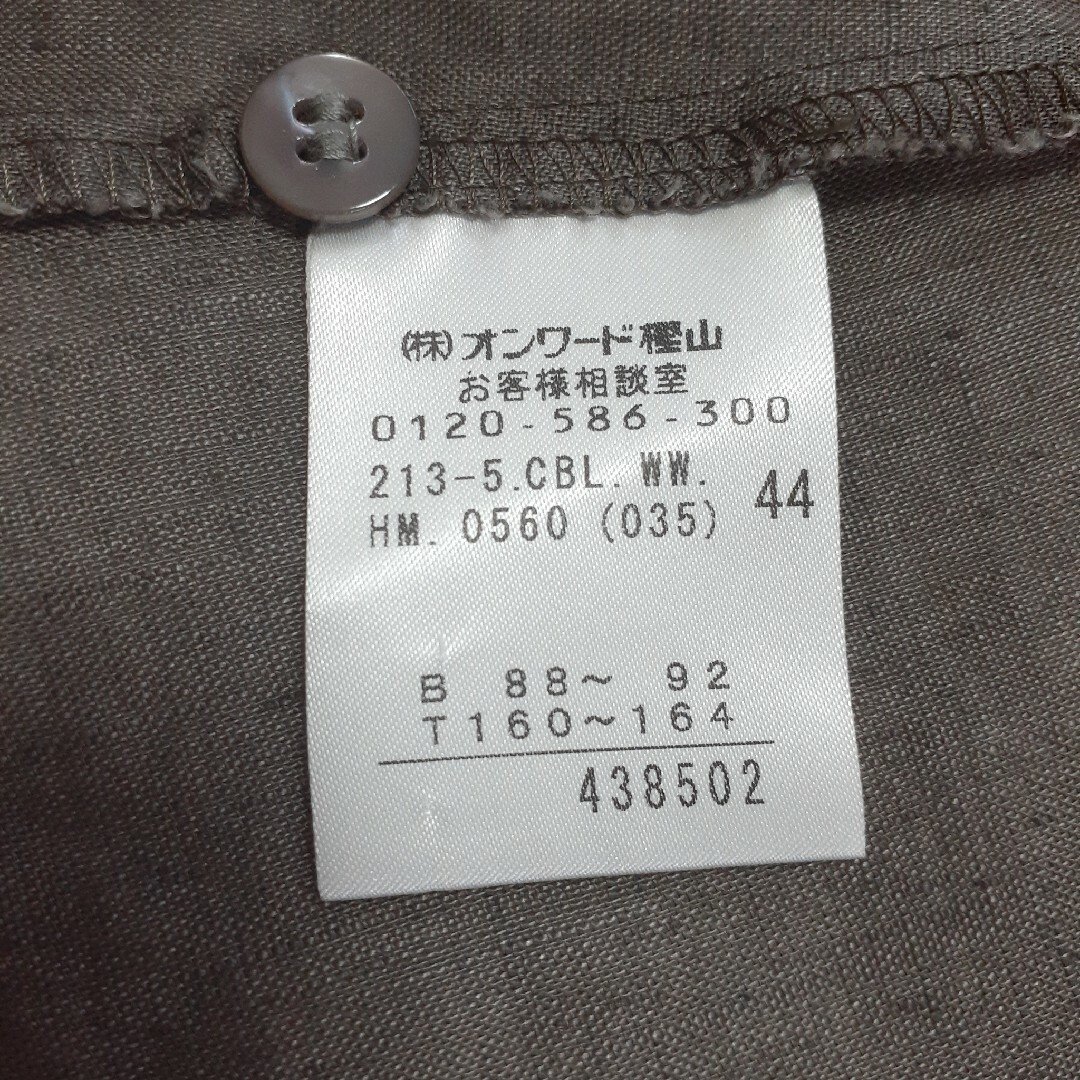 (株)オンワード樫山
お客様相談室
0120-586-300
213-5.CBL.WW.
HM.0560 (035) 44
B 88～ 92
T160～164
438502